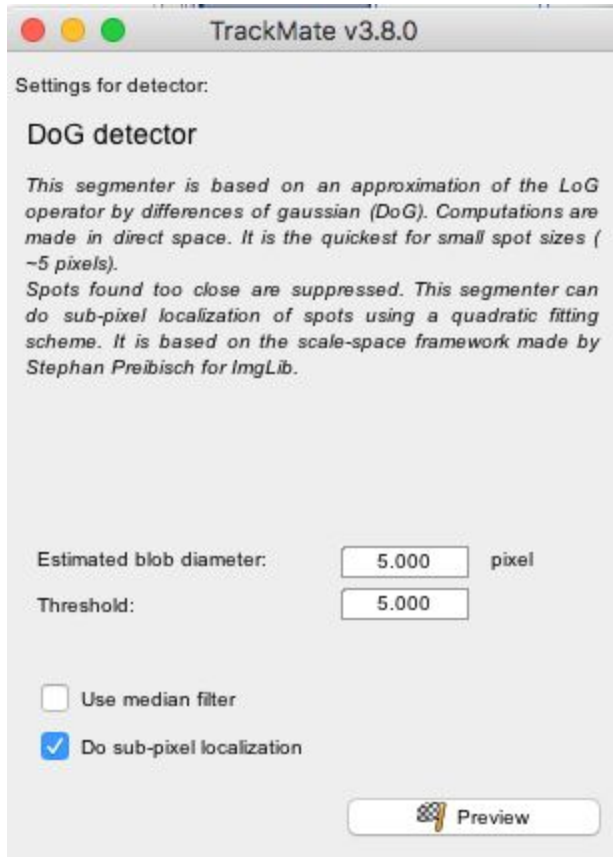 TrackMate v3.8.0
Settings for detector:
DoG detector
This segmenter is based on an approximation of the LoG
operator by differences of gaussian (DoG). Computations are
made in direct space. It is the quickest for small spot sizes (
~5 pixels).
Spots found too close are suppressed. This segmenter can
do sub-pixel localization of spots using a quadratic fitting
scheme. It is based on the scale-space framework made by
Stephan Preibisch for ImgLib.
Estimated blob diameter: 5.000 pixel
Threshold: 5.000
Use median filter
Do sub-pixel localization
Preview